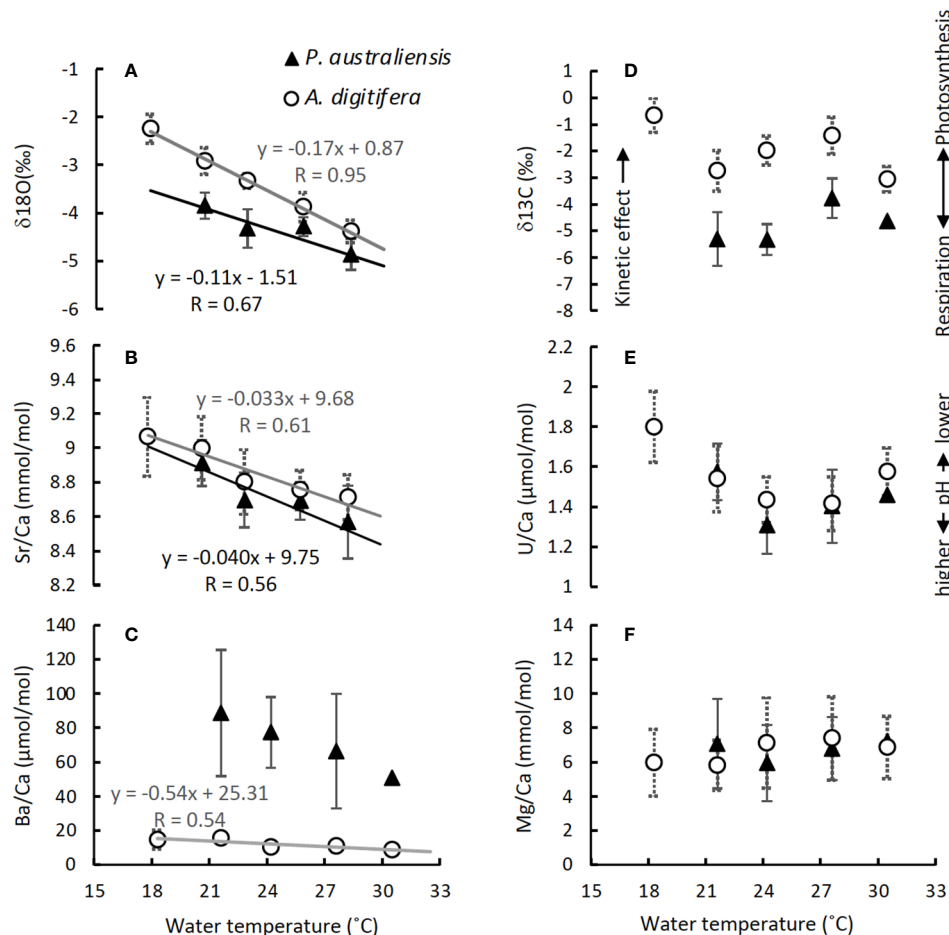 A
▲ P. australiensis
○ A. digitifera
y = -0.17x + 0.87
R = 0.95
y = -0.11x - 1.51
R = 0.67
δ18O(‰)
-1
-2
-3
-4
-5
-6
B
y = -0.033x + 9.68
R = 0.61
y = -0.040x + 9.75
R = 0.56
Sr/Ca (mmol/mol)
9.6
9.4
9.2
9
8.8
8.6
8.4
8.2
C
y = -0.54x + 25.31
R = 0.54
Ba/Ca (µmol/mol)
140
120
100
80
60
40
20
0
15 18 21 24 27 30 33
Water temperature (˚C)
D
δ13C (‰)
1
0
-1
-2
-3
-4
-5
-6
-7
-8
Kinetic effect
Respiration Photosynthesis
E
U/Ca (µmol/mol)
2.2
2
1.8
1.6
1.4
1.2
1
higher pH lower
F
Mg/Ca (mmol/mol)
14
12
10
8
6
4
2
0
15 18 21 24 27 30 33
Water temperature (˚C)